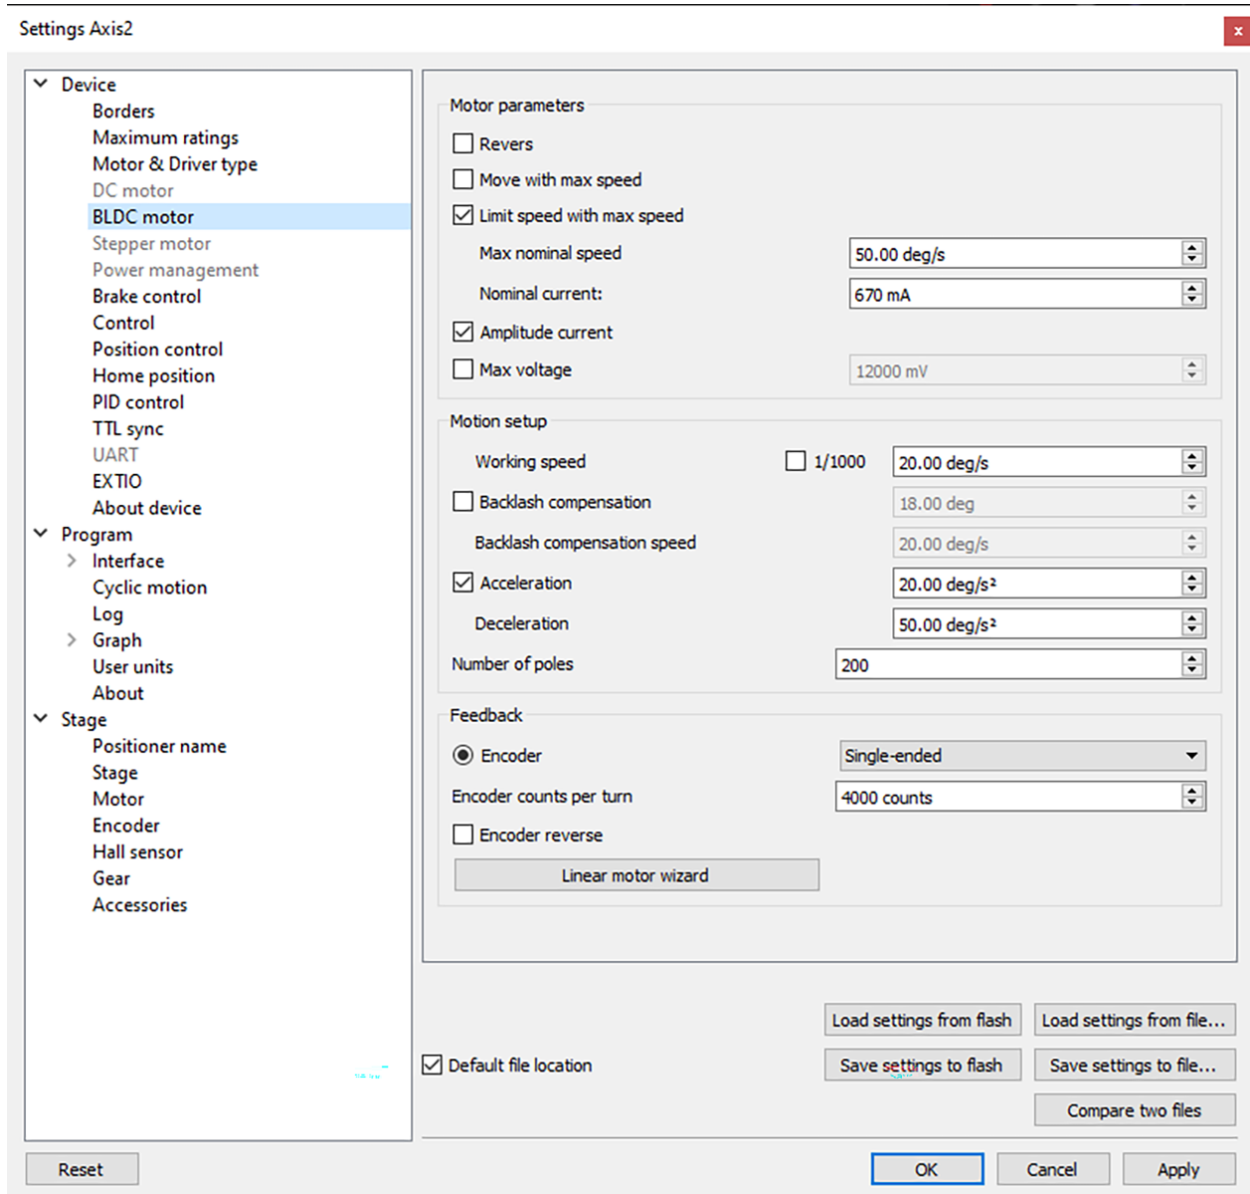 Settings Axis2
x
Device
Borders
Maximum ratings
Motor & Driver type
DC motor
BLDC motor
Stepper motor
Power management
Brake control
Control
Position control
Home position
PID control
TTL sync
UART
EXTIO
About device
Program
Interface
Cyclic motion
Log
Graph
User units
About
Stage
Positioner name
Stage
Motor
Encoder
Hall sensor
Gear
Accessories
Motor parameters
Revers
Move with max speed
Limit speed with max speed
Max nominal speed 50.00 deg/s
Nominal current: 670 mA
Amplitude current
Max voltage 12000 mV
Motion setup
Working speed 1/1000 20.00 deg/s
Backlash compensation 18.00 deg
Backlash compensation speed 20.00 deg/s
Acceleration 20.00 deg/s²
Deceleration 50.00 deg/s²
Number of poles 200
Feedback
Encoder Single-ended
Encoder counts per turn 4000 counts
Encoder reverse
Linear motor wizard
Load settings from flash Load settings from file...
Default file location Save settings to flash Save settings to file...
Compare two files
Reset OK Cancel Apply